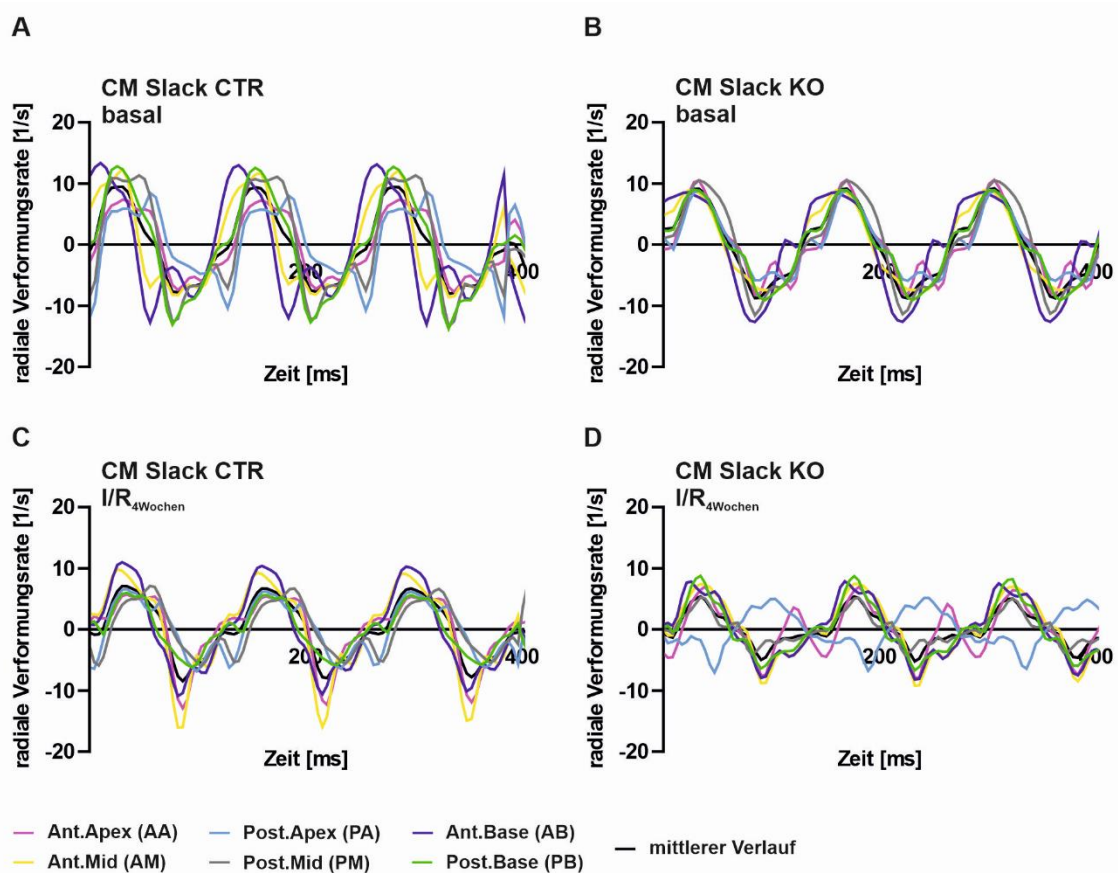 A
CM Slack CTR
basal
radiale Verformungsrate [1/s]
20
10
0
-10
-20
200
400
Zeit [ms]
B
CM Slack KO
basal
radiale Verformungsrate [1/s]
20
10
0
-10
-20
200
400
Zeit [ms]
C
CM Slack CTR
I/R4Wochen
radiale Verformungsrate [1/s]
20
10
0
-10
-20
200
400
Zeit [ms]
D
CM Slack KO
I/R4Wochen
radiale Verformungsrate [1/s]
20
10
0
-10
-20
200
400
Zeit [ms]
Ant.Apex (AA) Post.Apex (PA) Ant.Base (AB) mittlerer Verlauf
Ant.Mid (AM) Post.Mid (PM) Post.Base (PB)